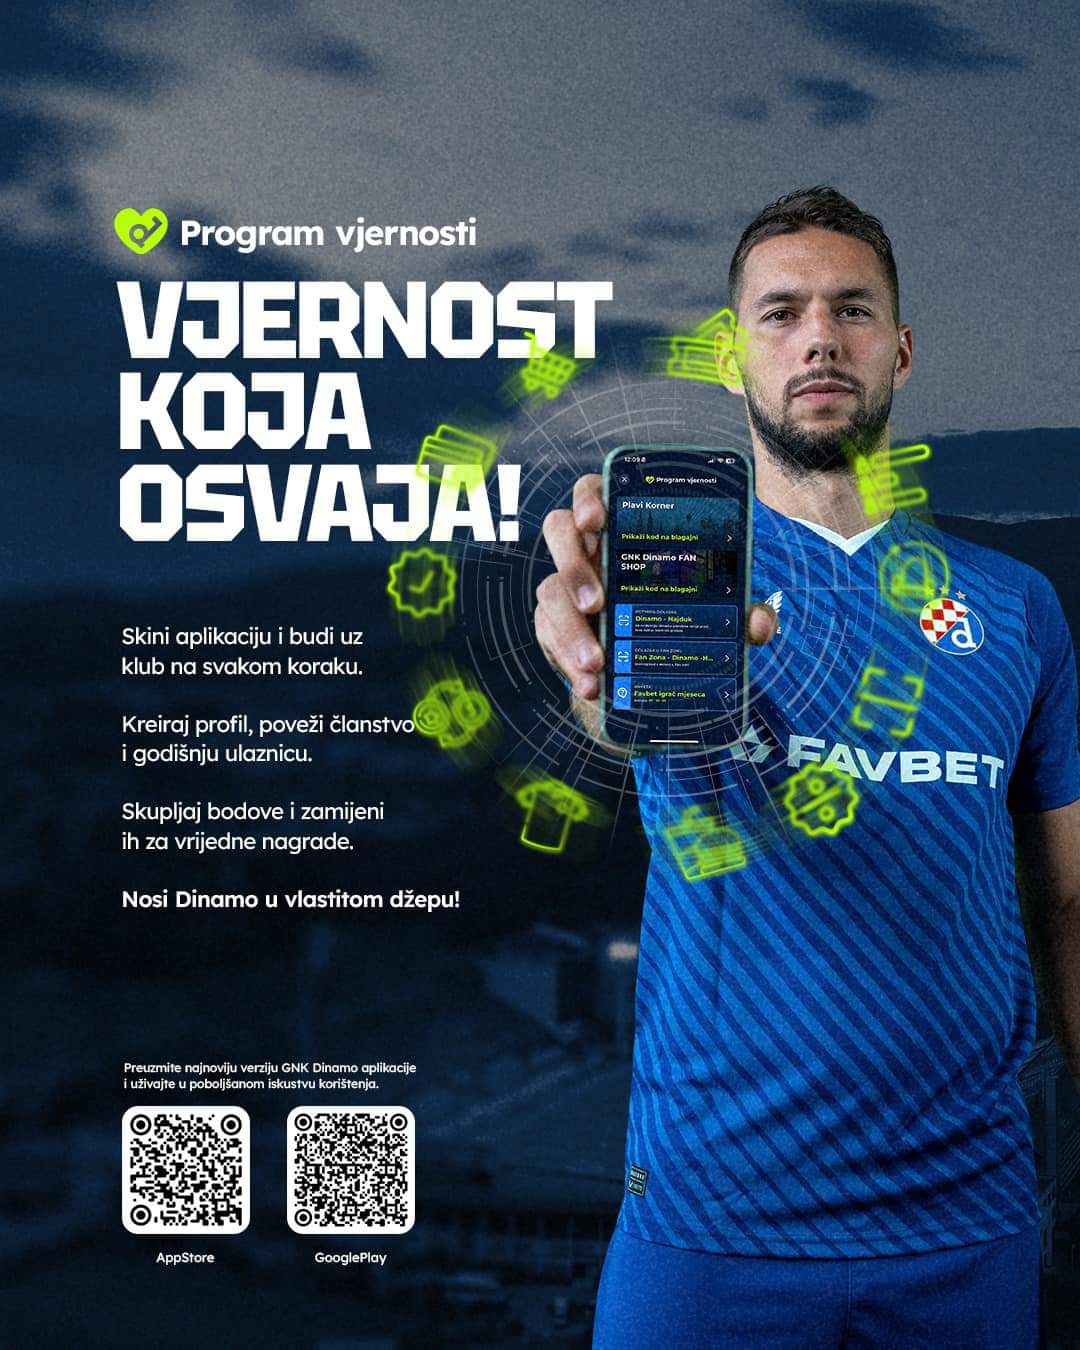 Program vjernosti
VJERNOST
KOJA
OSVAJA!
Skini aplikaciju i budi uz
klub na svakom koraku.
Kreiraj profil, poveži članstvo
i godišnju ulaznicu.
Skupljaj bodove i zamijeni
ih za vrijedne nagrade.
Nosi Dinamo u vlastitom džepu!
Preuzmite najnoviju verziju GNK Dinamo aplikacije
i uživajte u poboljšanom iskustvu korištenja.
AppStore
GooglePlay
12:09
Program vjernosti
Plavi Korner
Prikaži kod na blagajni
GNK Dinamo FAN
SHOP
Prikaži kod na blagajni
Dinamo - Hajduk
Fan Zona - Dinamo -H...
Favbet igrač mjeseca
FAVBET